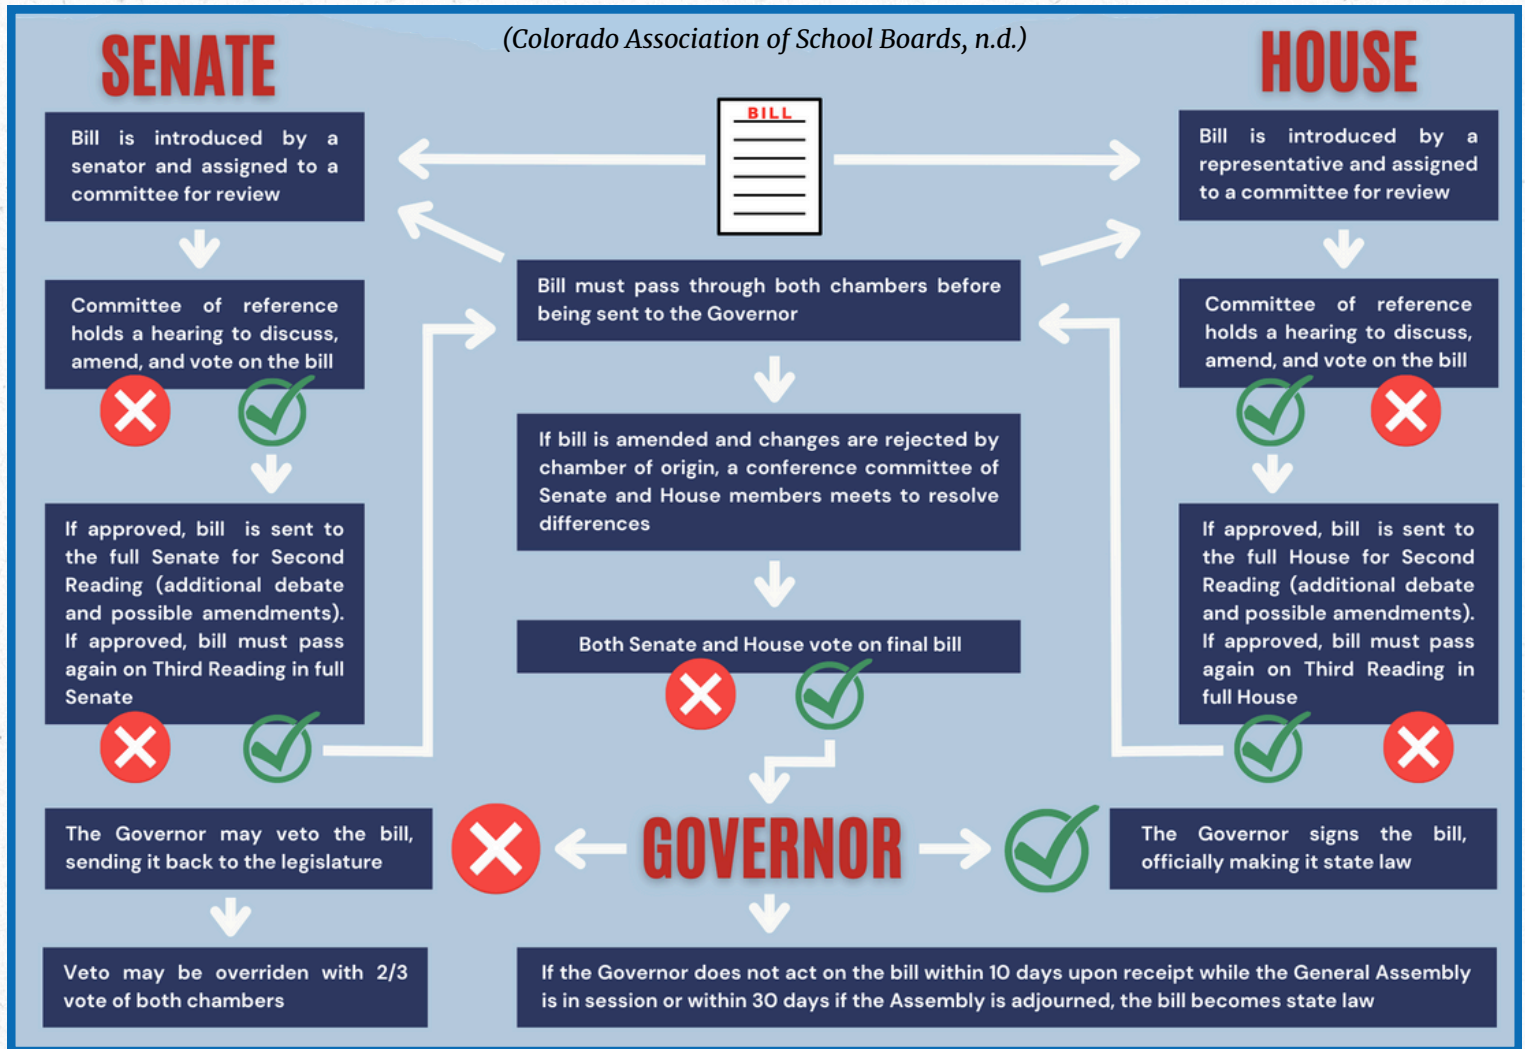 (Colorado Association of School Boards, n.d.)
SENATE
HOUSE
BILL
Bill is introduced by a
senator and assigned to a
committee for review
Bill is introduced by a
representative and assigned
to a committee for review
Committee of reference
holds a hearing to discuss,
amend, and vote on the bill
Bill must pass through both chambers before
being sent to the Governor
Committee of reference
holds a hearing to discuss,
amend, and vote on the bill
If bill is amended and changes are rejected by
chamber of origin, a conference committee of
Senate and House members meets to resolve
differences
If approved, bill is sent to
the full Senate for Second
Reading (additional debate
and possible amendments).
If approved, bill must pass
again on Third Reading in full
Senate
Both Senate and House vote on final bill
If approved, bill is sent to
the full House for Second
Reading (additional debate
and possible amendments).
If approved, bill must pass
again on Third Reading in
full House
The Governor may veto the bill,
sending it back to the legislature
GOVERNOR
The Governor signs the bill,
officially making it state law
Veto may be overriden with 2/3
vote of both chambers
If the Governor does not act on the bill within 10 days upon receipt while the General Assembly
is in session or within 30 days if the Assembly is adjourned, the bill becomes state law